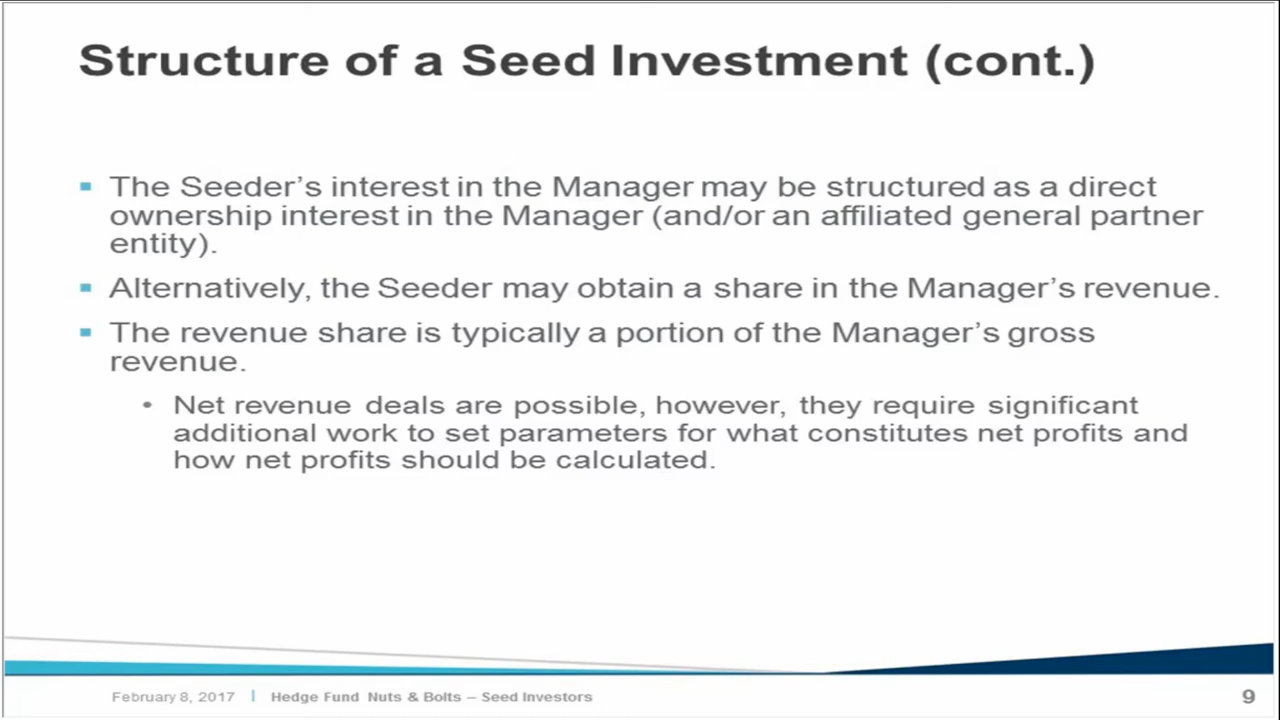 Structure of a Seed Investment (cont.)
▪ The Seeder’s interest in the Manager may be structured as a direct
ownership interest in the Manager (and/or an affiliated general partner
entity).
▪ Alternatively, the Seeder may obtain a share in the Manager’s revenue.
▪ The revenue share is typically a portion of the Manager’s gross
revenue.
• Net revenue deals are possible, however, they require significant
additional work to set parameters for what constitutes net profits and
how net profits should be calculated.
February 8, 2017 | Hedge Fund Nuts & Bolts – Seed Investors 9